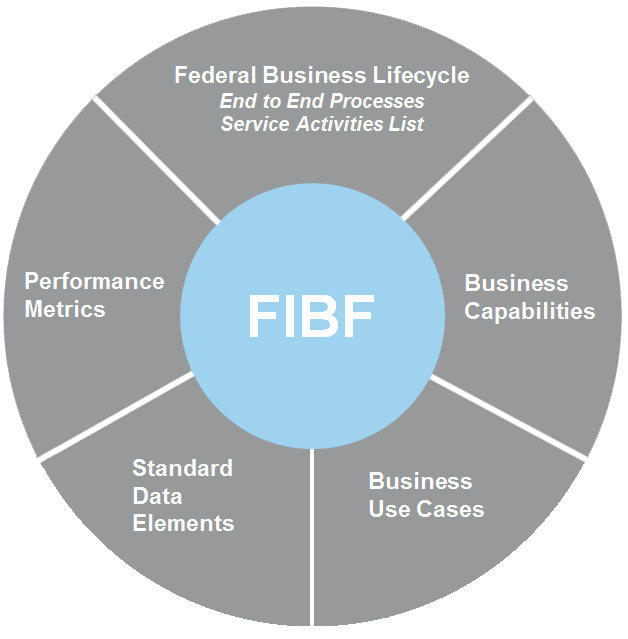 Federal Business Lifecycle
End to End Processes
Service Activities List
Performance
Metrics
Business
Capabilities
FIBF
Standard
Data
Elements
Business
Use Cases